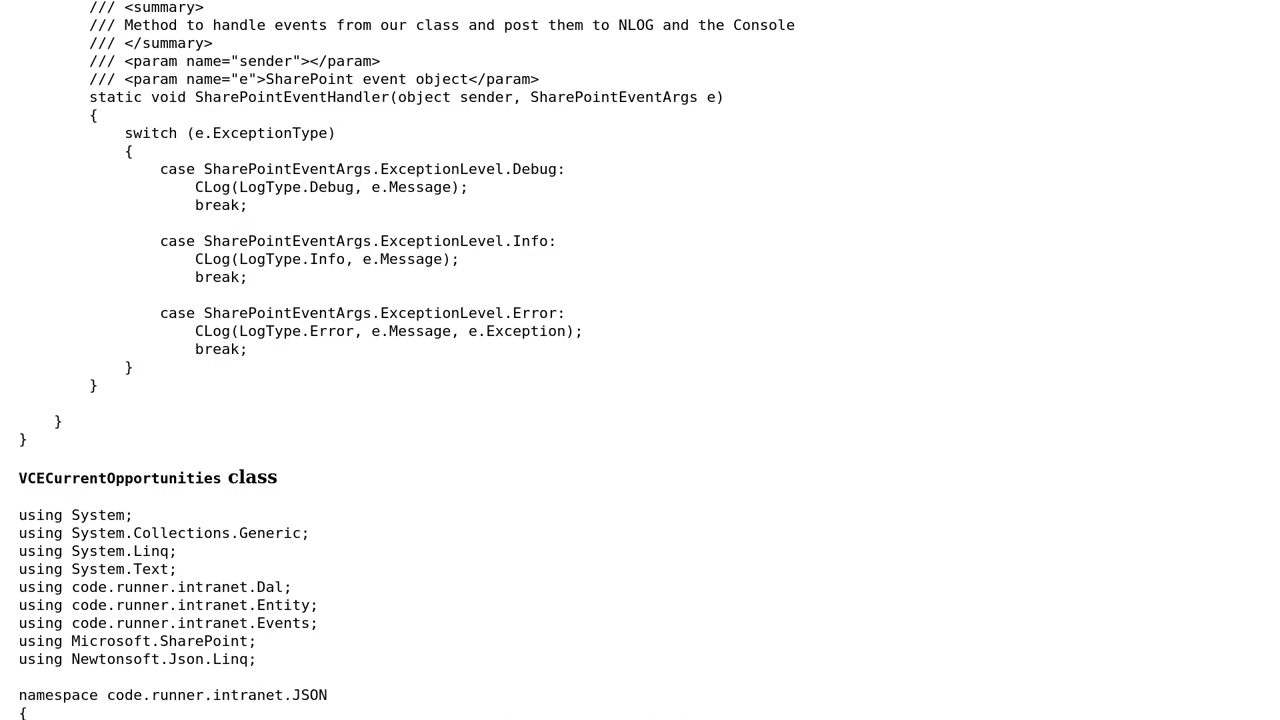 /// <summary>
/// Method to handle events from our class and post them to NLOG and the Console
/// </summary>
/// <param name="sender"></param>
/// <param name="e">SharePoint event object</param>
static void SharePointEventHandler(object sender, SharePointEventArgs e)
{
switch (e.ExceptionType)
{
case SharePointEventArgs.ExceptionLevel.Debug:
CLog(LogType.Debug, e.Message);
break;
case SharePointEventArgs.ExceptionLevel.Info:
CLog(LogType.Info, e.Message);
break;
case SharePointEventArgs.ExceptionLevel.Error:
CLog(LogType.Error, e.Message, e.Exception);
break;
}
}
}
}
VCECurrentOpportunities class
using System;
using System.Collections.Generic;
using System.Linq;
using System.Text;
using code.runner.intranet.Dal;
using code.runner.intranet.Entity;
using code.runner.intranet.Events;
using Microsoft.SharePoint;
using Newtonsoft.Json.Linq;
namespace code.runner.intranet.JSON
{